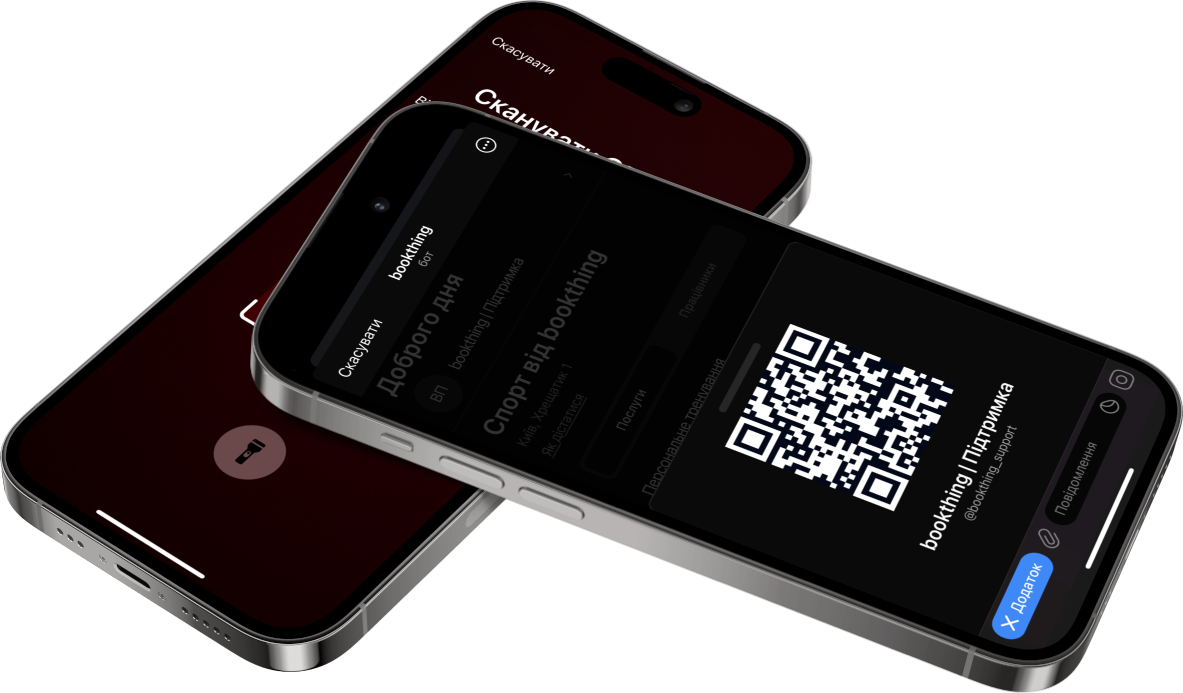 Скасувати
Сканувати
Скасувати
bookthing
бот
Доброго дня
ВП
bookthing | Підтримка
Спорт від bookthing
Київ, Хрещатик 1
Як дістатися
Послуги
Працівники
Персональне тренування
bookthing | Підтримка
@bookthing_support
Додаток
Повідомлення